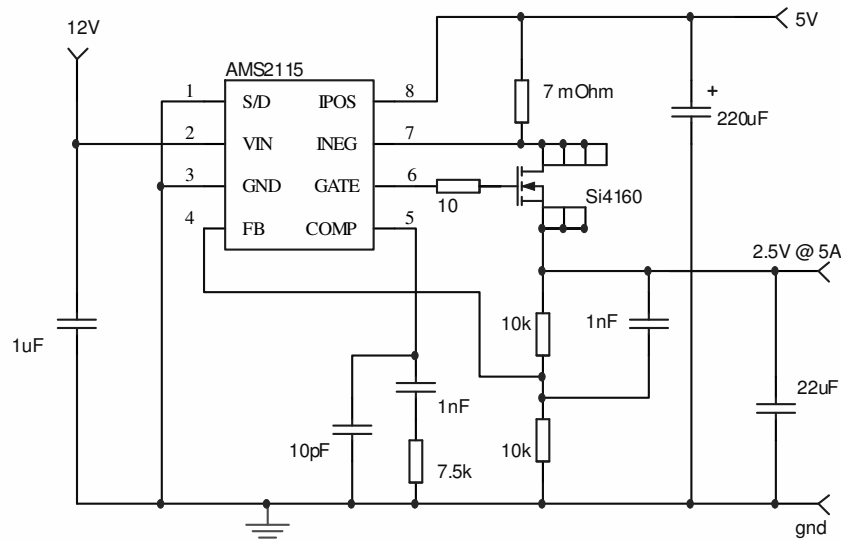 12V
5V
AMS2115
1 S/D IPOS 8
7 mOhm
+
220uF
2 VIN INEG 7
3 GND GATE 6
10
Si4160
4 FB COMP 5
2.5V @ 5A
10k
1nF
1uF
1nF
22uF
10pF
7.5k
10k
gnd